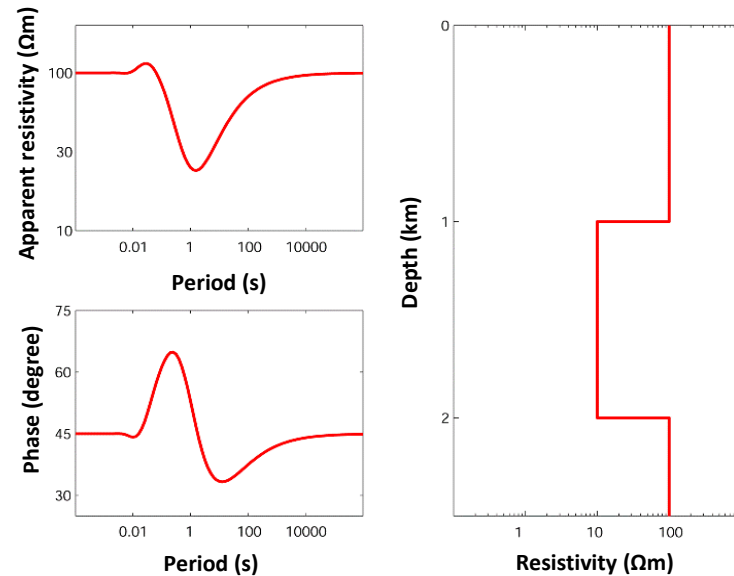 Apparent resistivity (Ωm)
100
30
10
0.01 1 100 10000
Period (s)
Phase (degree)
75
60
45
30
0.01 1 100 10000
Period (s)
Depth (km)
0
1
2
1 10 100
Resistivity (Ωm)